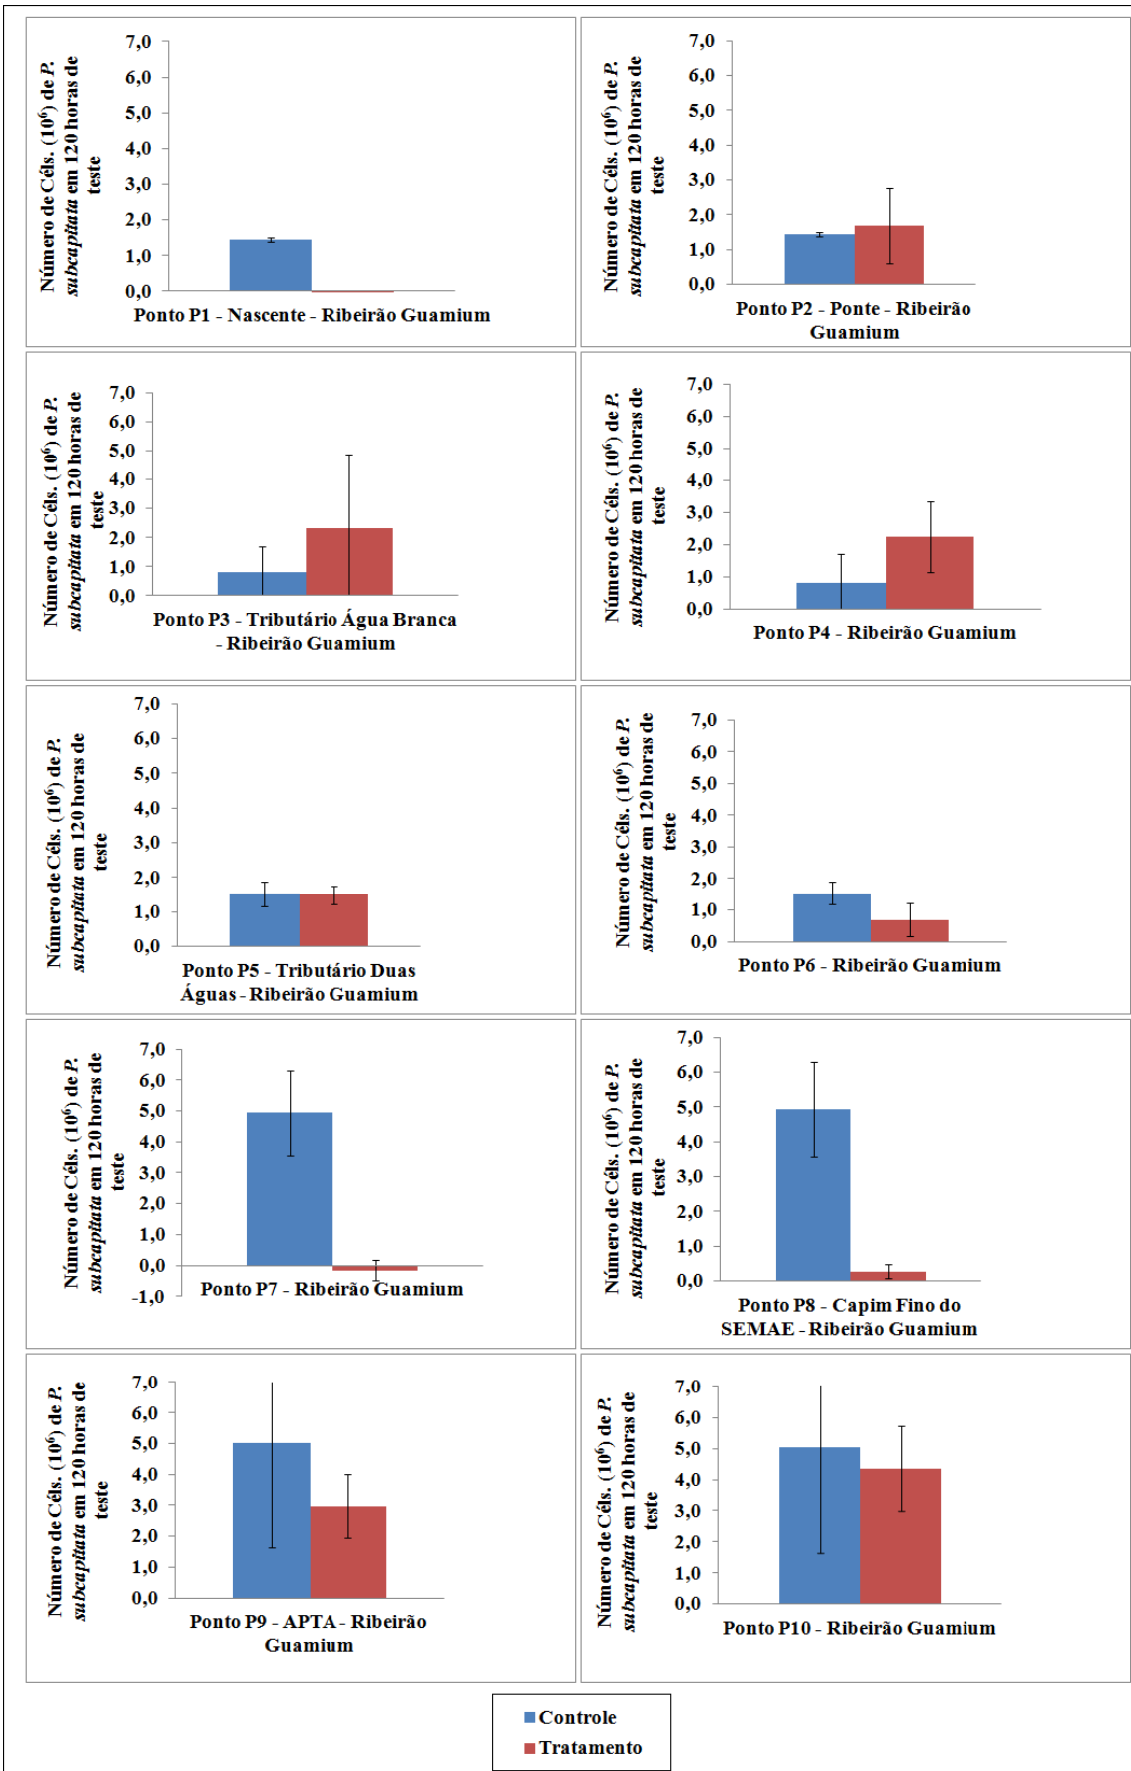 Número de Céls. (10⁶) de P.
subcapitata em 120 horas de
teste
7,0
6,0
5,0
4,0
3,0
2,0
1,0
0,0
Ponto P1 - Nascente - Ribeirão Guamium
Número de Céls. (10⁶) de P.
subcapitata em 120 horas de
teste
7,0
6,0
5,0
4,0
3,0
2,0
1,0
0,0
Ponto P2 - Ponte - Ribeirão
Guamium
Número de Céls. (10⁶) de P.
subcapitata em 120 horas de
teste
7,0
6,0
5,0
4,0
3,0
2,0
1,0
0,0
Ponto P3 - Tributário Água Branca
- Ribeirão Guamium
Número de Céls. (10⁶) de P.
subcapitata em 120 horas de
teste
7,0
6,0
5,0
4,0
3,0
2,0
1,0
0,0
Ponto P4 - Ribeirão Guamium
Número de Céls. (10⁶) de P.
subcapitata em 120 horas de
teste
7,0
6,0
5,0
4,0
3,0
2,0
1,0
0,0
Ponto P5 - Tributário Duas
Águas - Ribeirão Guamium
Número de Céls. (10⁶) de P.
subcapitata em 120 horas de
teste
7,0
6,0
5,0
4,0
3,0
2,0
1,0
0,0
Ponto P6 - Ribeirão Guamium
Número de Céls. (10⁶) de P.
subcapitata em 120 horas de
teste
7,0
6,0
5,0
4,0
3,0
2,0
1,0
0,0
-1,0
Ponto P7 - Ribeirão Guamium
Número de Céls. (10⁶) de P.
subcapitata em 120 horas de
teste
7,0
6,0
5,0
4,0
3,0
2,0
1,0
0,0
Ponto P8 - Capim Fino do
SEMAE - Ribeirão Guamium
Número de Céls. (10⁶) de P.
subcapitata em 120 horas de
teste
7,0
6,0
5,0
4,0
3,0
2,0
1,0
0,0
Ponto P9 - APTA - Ribeirão
Guamium
Número de Céls. (10⁶) de P.
subcapitata em 120 horas de
teste
7,0
6,0
5,0
4,0
3,0
2,0
1,0
0,0
Ponto P10 - Ribeirão Guamium
Controle
Tratamento